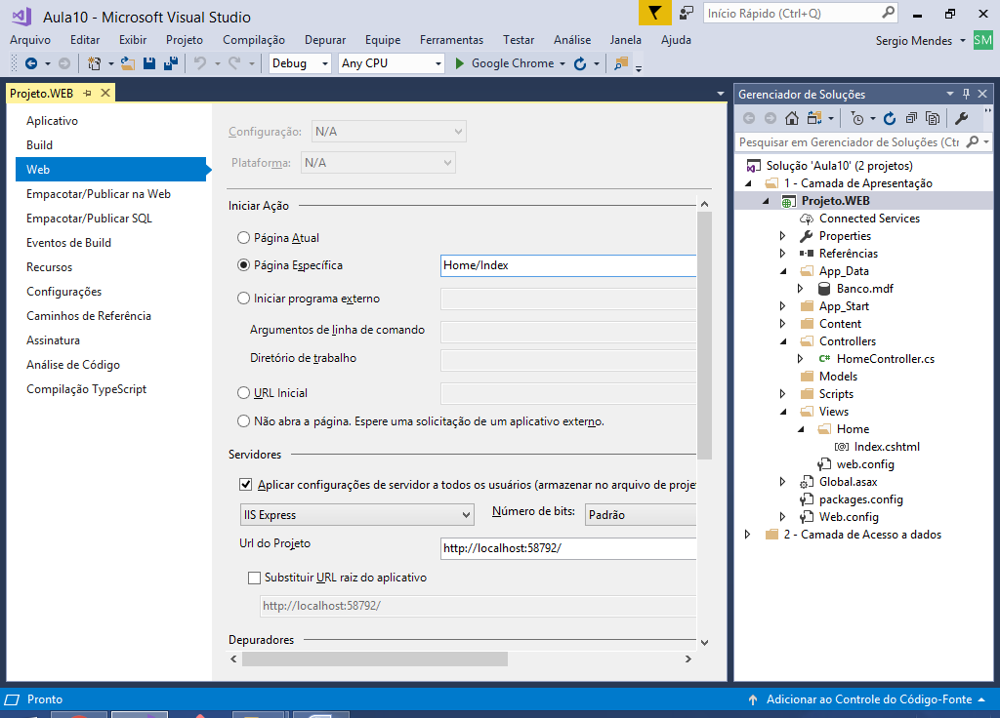 Aula10 - Microsoft Visual Studio
Início Rápido (Ctrl+Q)
Arquivo Editar Exibir Projeto Compilação Depurar Equipe Ferramentas Testar Análise Janela Ajuda
Sergio Mendes SM
Debug Any CPU Google Chrome
Projeto.WEB
Aplicativo
Build
Web
Empacotar/Publicar na Web
Empacotar/Publicar SQL
Eventos de Build
Recursos
Configurações
Caminhos de Referência
Assinatura
Análise de Código
Compilação TypeScript
Configuração: N/A
Plataforma: N/A
Iniciar Ação
Página Atual
Página Específica Home/Index
Iniciar programa externo
Argumentos de linha de comando
Diretório de trabalho
URL Inicial
Não abra a página. Espere uma solicitação de um aplicativo externo.
Servidores
Aplicar configurações de servidor a todos os usuários (armazenar no arquivo de proje
IIS Express Número de bits: Padrão
Url do Projeto http://localhost:58792/
Substituir URL raiz do aplicativo
http://localhost:58792/
Depuradores
Gerenciador de Soluções
Pesquisar em Gerenciador de Soluções (Ctr
Solução 'Aula10' (2 projetos)
1 - Camada de Apresentação
Projeto.WEB
Connected Services
Properties
Referências
App_Data
Banco.mdf
App_Start
Content
Controllers
C# HomeController.cs
Models
Scripts
Views
Home
[@] Index.cshtml
web.config
Global.asax
packages.config
Web.config
2 - Camada de Acesso a dados
Pronto
Adicionar ao Controle do Código-Fonte